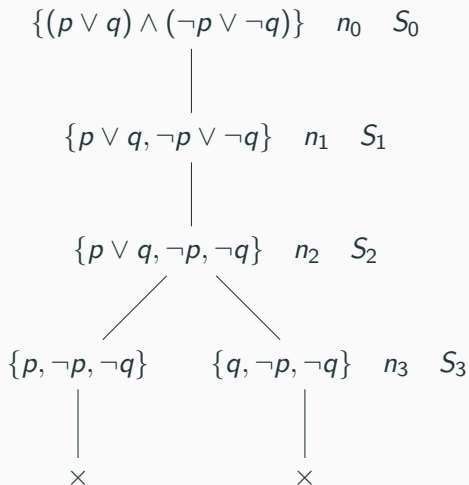 {(p ∨ q) ∧ (¬p ∨ ¬q)} n₀ S₀
{p ∨ q, ¬p ∨ ¬q} n₁ S₁
{p ∨ q, ¬p, ¬q} n₂ S₂
{p, ¬p, ¬q} {q, ¬p, ¬q} n₃ S₃
× ×